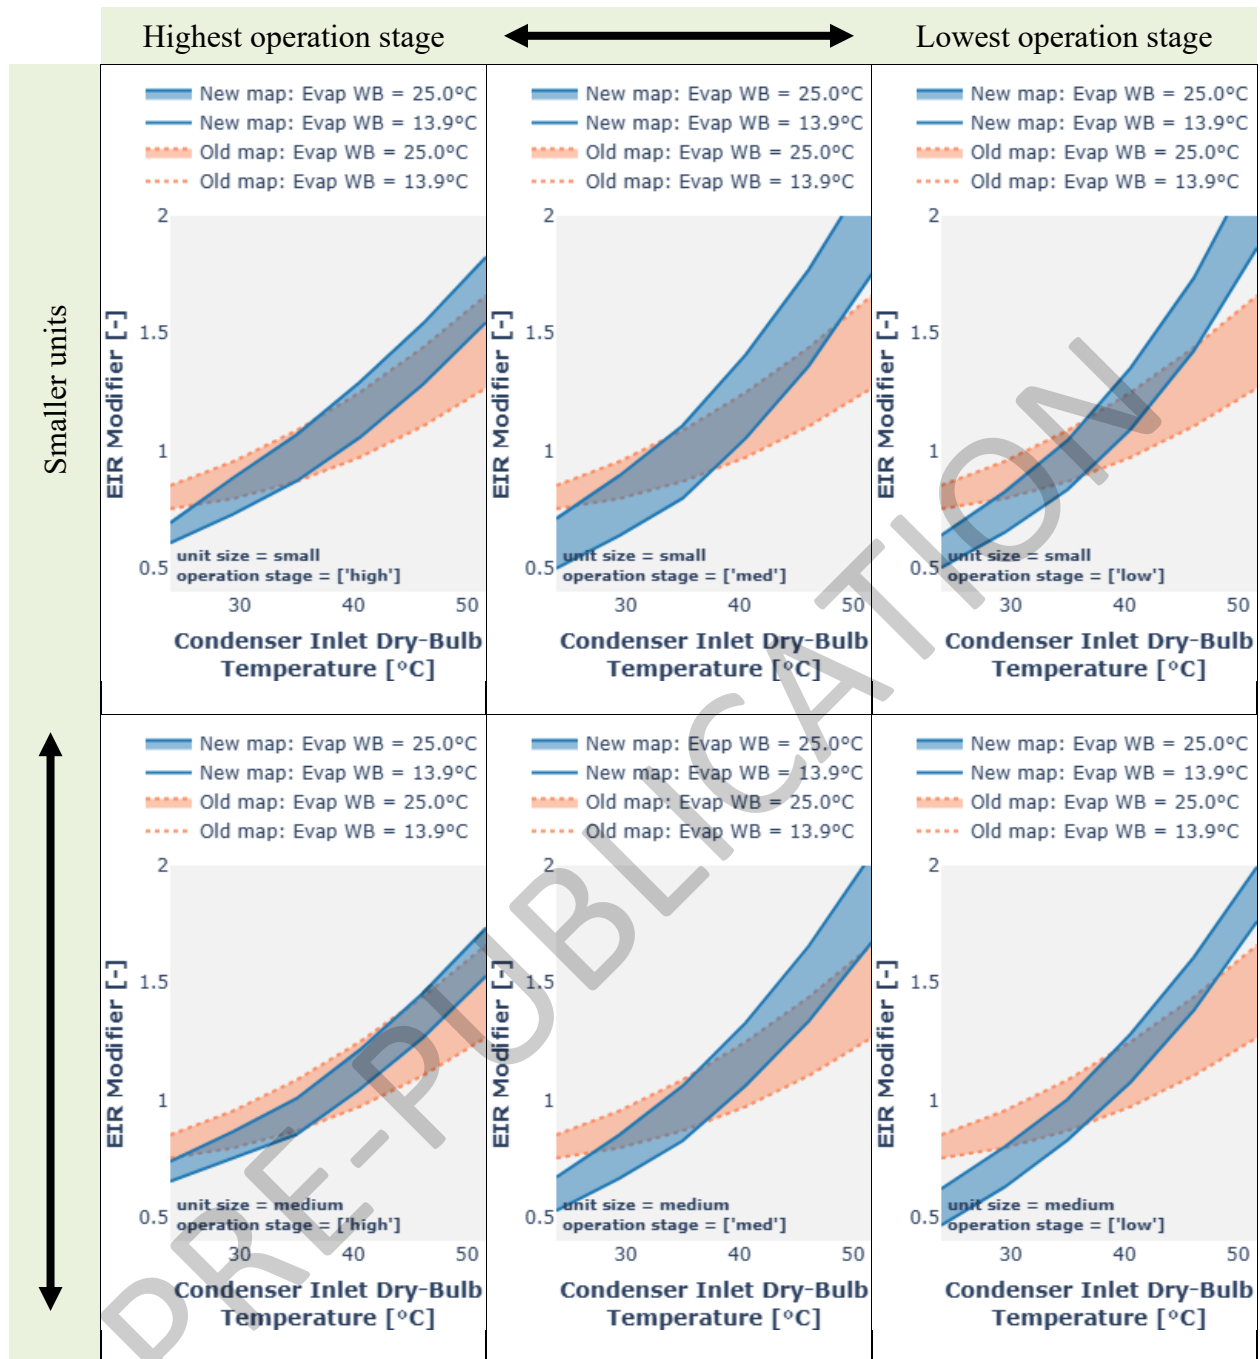 Highest operation stage
Lowest operation stage
Smaller units
New map: Evap WB = 25.0°C
New map: Evap WB = 13.9°C
Old map: Evap WB = 25.0°C
Old map: Evap WB = 13.9°C
2
1.5
1
0.5
EIR Modifier [-]
unit size = small
operation stage = ['high']
30 40 50
Condenser Inlet Dry-Bulb
Temperature [°C]
New map: Evap WB = 25.0°C
New map: Evap WB = 13.9°C
Old map: Evap WB = 25.0°C
Old map: Evap WB = 13.9°C
2
1.5
1
0.5
EIR Modifier [-]
unit size = small
operation stage = ['med']
30 40 50
Condenser Inlet Dry-Bulb
Temperature [°C]
New map: Evap WB = 25.0°C
New map: Evap WB = 13.9°C
Old map: Evap WB = 25.0°C
Old map: Evap WB = 13.9°C
2
1.5
1
0.5
EIR Modifier [-]
unit size = small
operation stage = ['low']
30 40 50
Condenser Inlet Dry-Bulb
Temperature [°C]
New map: Evap WB = 25.0°C
New map: Evap WB = 13.9°C
Old map: Evap WB = 25.0°C
Old map: Evap WB = 13.9°C
2
1.5
1
0.5
EIR Modifier [-]
unit size = medium
operation stage = ['high']
30 40 50
Condenser Inlet Dry-Bulb
Temperature [°C]
New map: Evap WB = 25.0°C
New map: Evap WB = 13.9°C
Old map: Evap WB = 25.0°C
Old map: Evap WB = 13.9°C
2
1.5
1
0.5
EIR Modifier [-]
unit size = medium
operation stage = ['med']
30 40 50
Condenser Inlet Dry-Bulb
Temperature [°C]
New map: Evap WB = 25.0°C
New map: Evap WB = 13.9°C
Old map: Evap WB = 25.0°C
Old map: Evap WB = 13.9°C
2
1.5
1
0.5
EIR Modifier [-]
unit size = medium
operation stage = ['low']
30 40 50
Condenser Inlet Dry-Bulb
Temperature [°C]
PRE-PUBLICATION